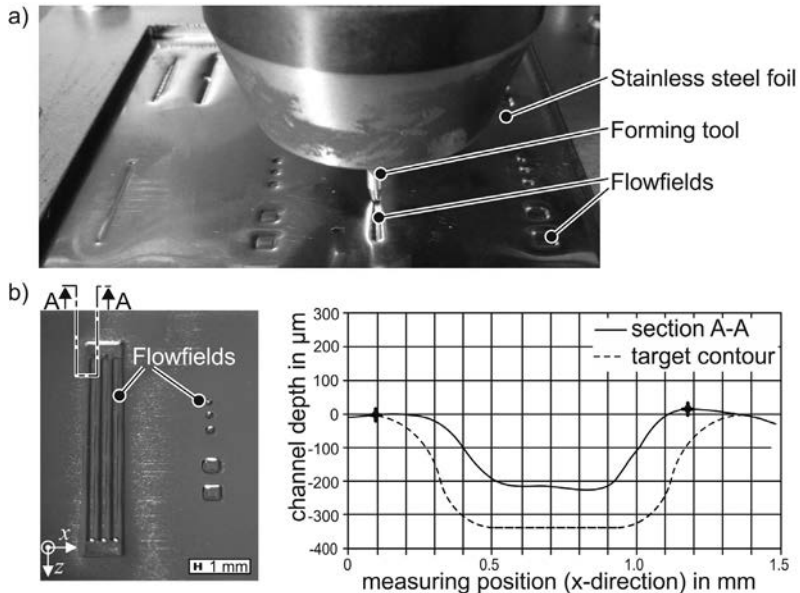 a)
Stainless steel foil
Forming tool
Flowfields
b)
A A
Flowfields
x
z
1 mm
channel depth in µm
300
200
100
0
-100
-200
-300
-400
section A-A
target contour
0 0.5 1.0 1.5
measuring position (x-direction) in mm